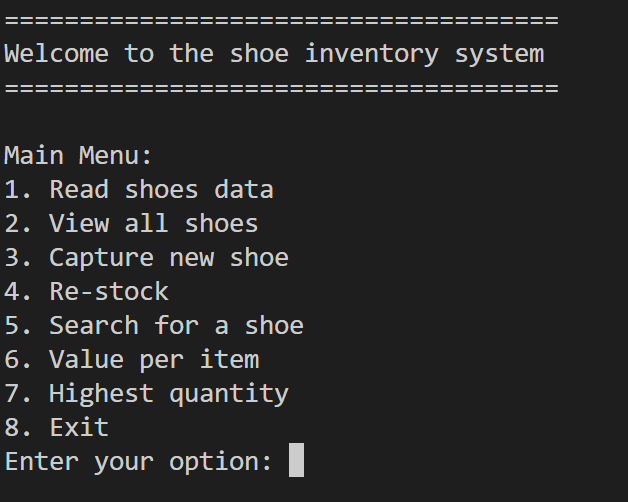 =====================================
Welcome to the shoe inventory system
=====================================
Main Menu:
1. Read shoes data
2. View all shoes
3. Capture new shoe
4. Re-stock
5. Search for a shoe
6. Value per item
7. Highest quantity
8. Exit
Enter your option: